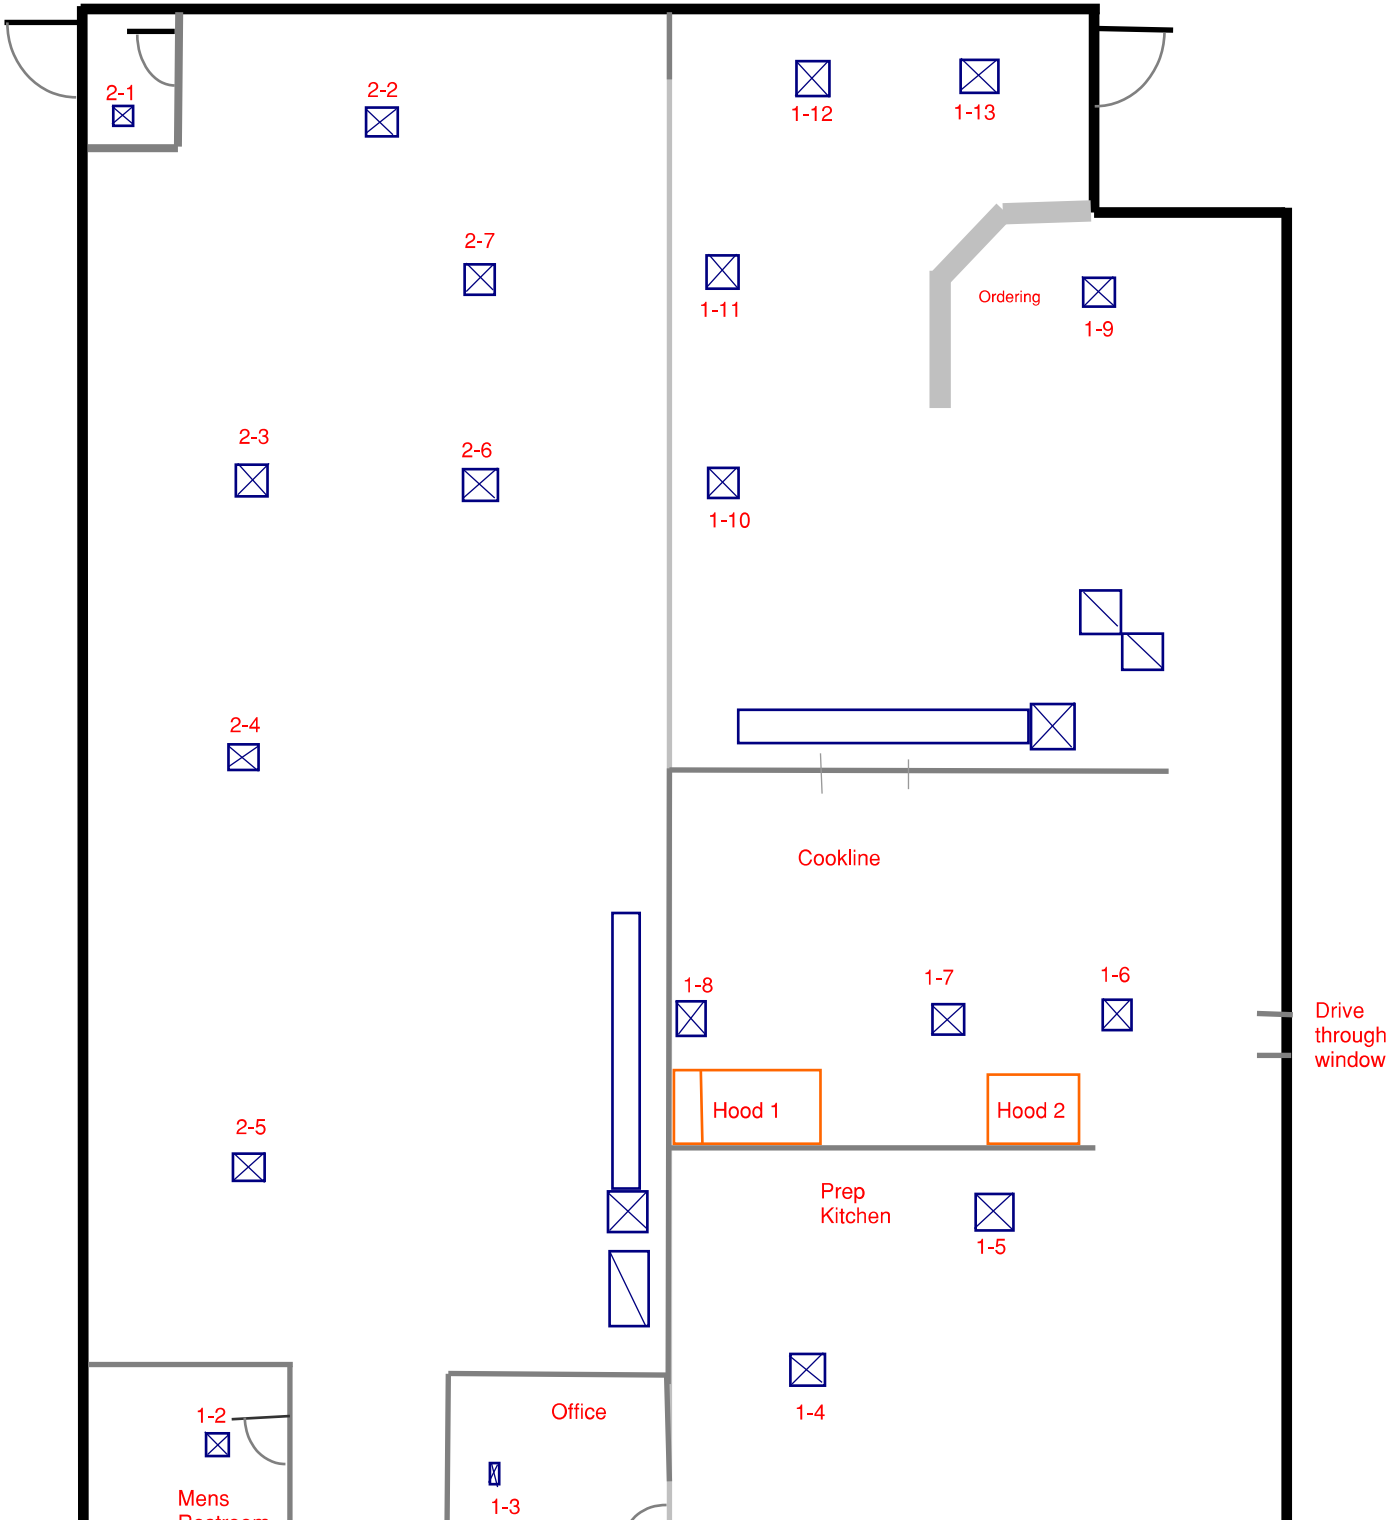 2-1
2-2
1-12
1-13
2-7
1-11
Ordering
1-9
2-3
2-6
1-10
2-4
Cookline
1-8
1-7
1-6
Drive
through
window
Hood 1
Hood 2
2-5
Prep
Kitchen
1-5
Office
1-4
1-2
1-3
Mens
Restroom